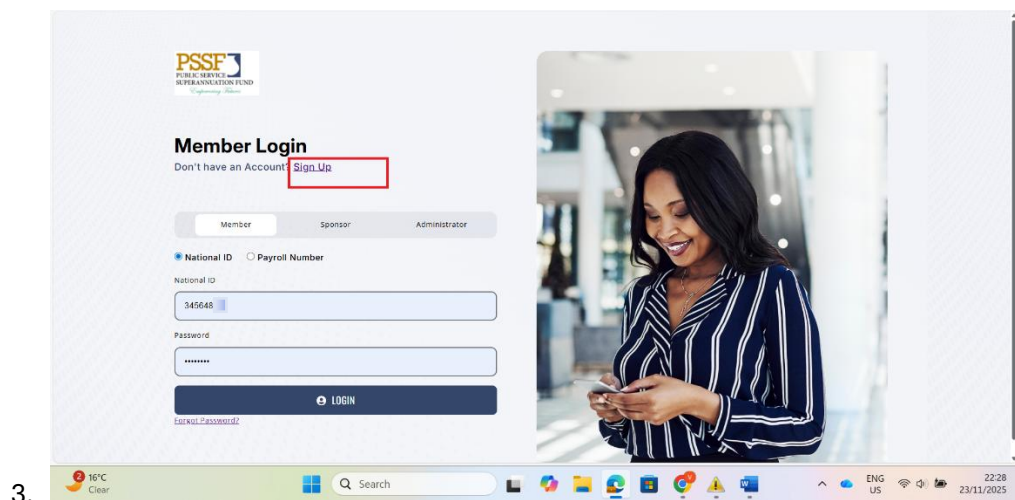 PSSF
PUBLIC SERVICE
SUPERANNUATION FUND
Member Login
Don't have an Account? Sign Up
Member Sponsor Administrator
National ID Payroll Number
National ID
345648
Password
LOGIN
Forgot Password?
3.
2 16°C
Clear
Search
ENG
US
22:28
23/11/2025